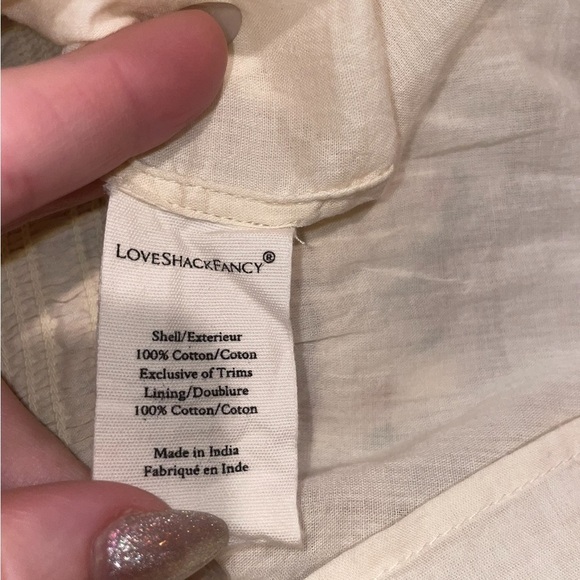 LOVESHACKFANCY®
Shell/Exterieur
100% Cotton/Coton
Exclusive of Trims
Lining/Doublure
100% Cotton/Coton
Made in India
Fabriqué en Inde